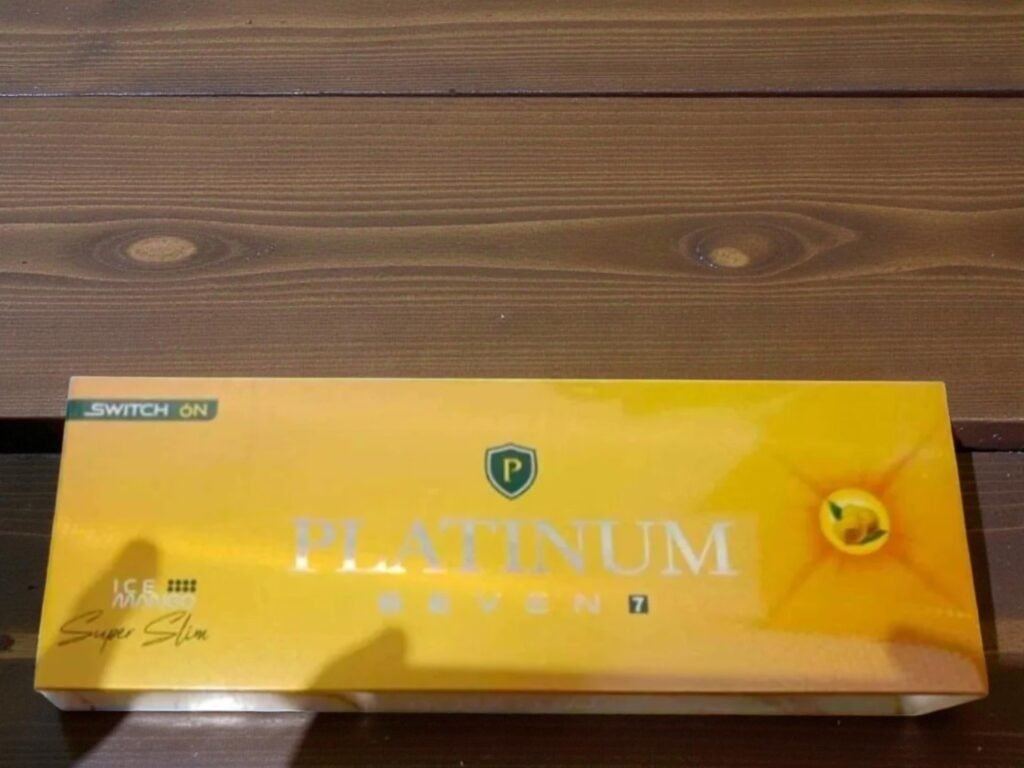 SWITCH ON
P
PLATINUM
SEVEN 7
ICE
MANGO
Super Slim